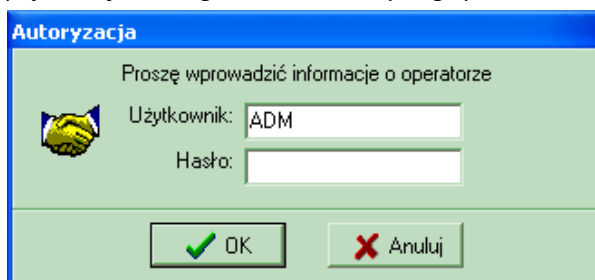 Autoryzacja
Proszę wprowadzić informacje o operatorze
Użytkownik: ADM
Hasło:
OK Anuluj